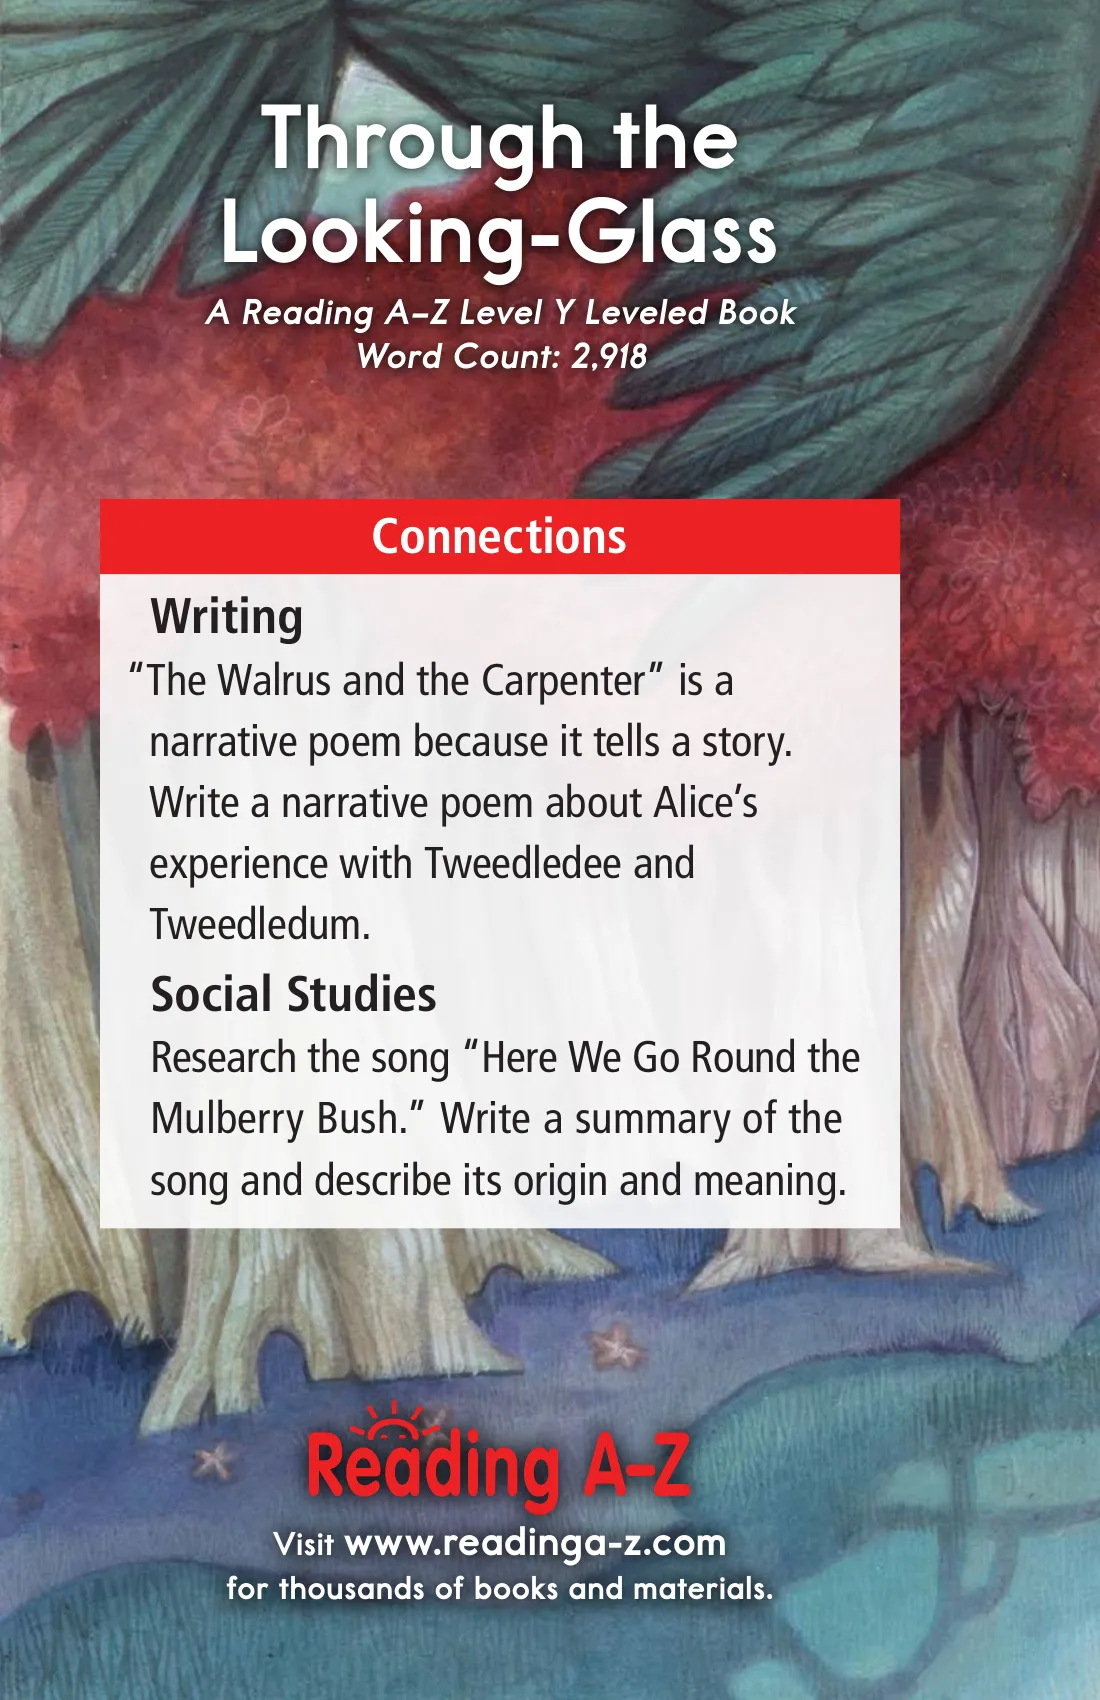 Through the
Looking-Glass
A Reading A–Z Level Y Leveled Book
Word Count: 2,918
Connections
Writing
“The Walrus and the Carpenter” is a
narrative poem because it tells a story.
Write a narrative poem about Alice’s
experience with Tweedledee and
Tweedledum.
Social Studies
Research the song “Here We Go Round the
Mulberry Bush.” Write a summary of the
song and describe its origin and meaning.
Reading A–Z
Visit www.readinga-z.com
for thousands of books and materials.